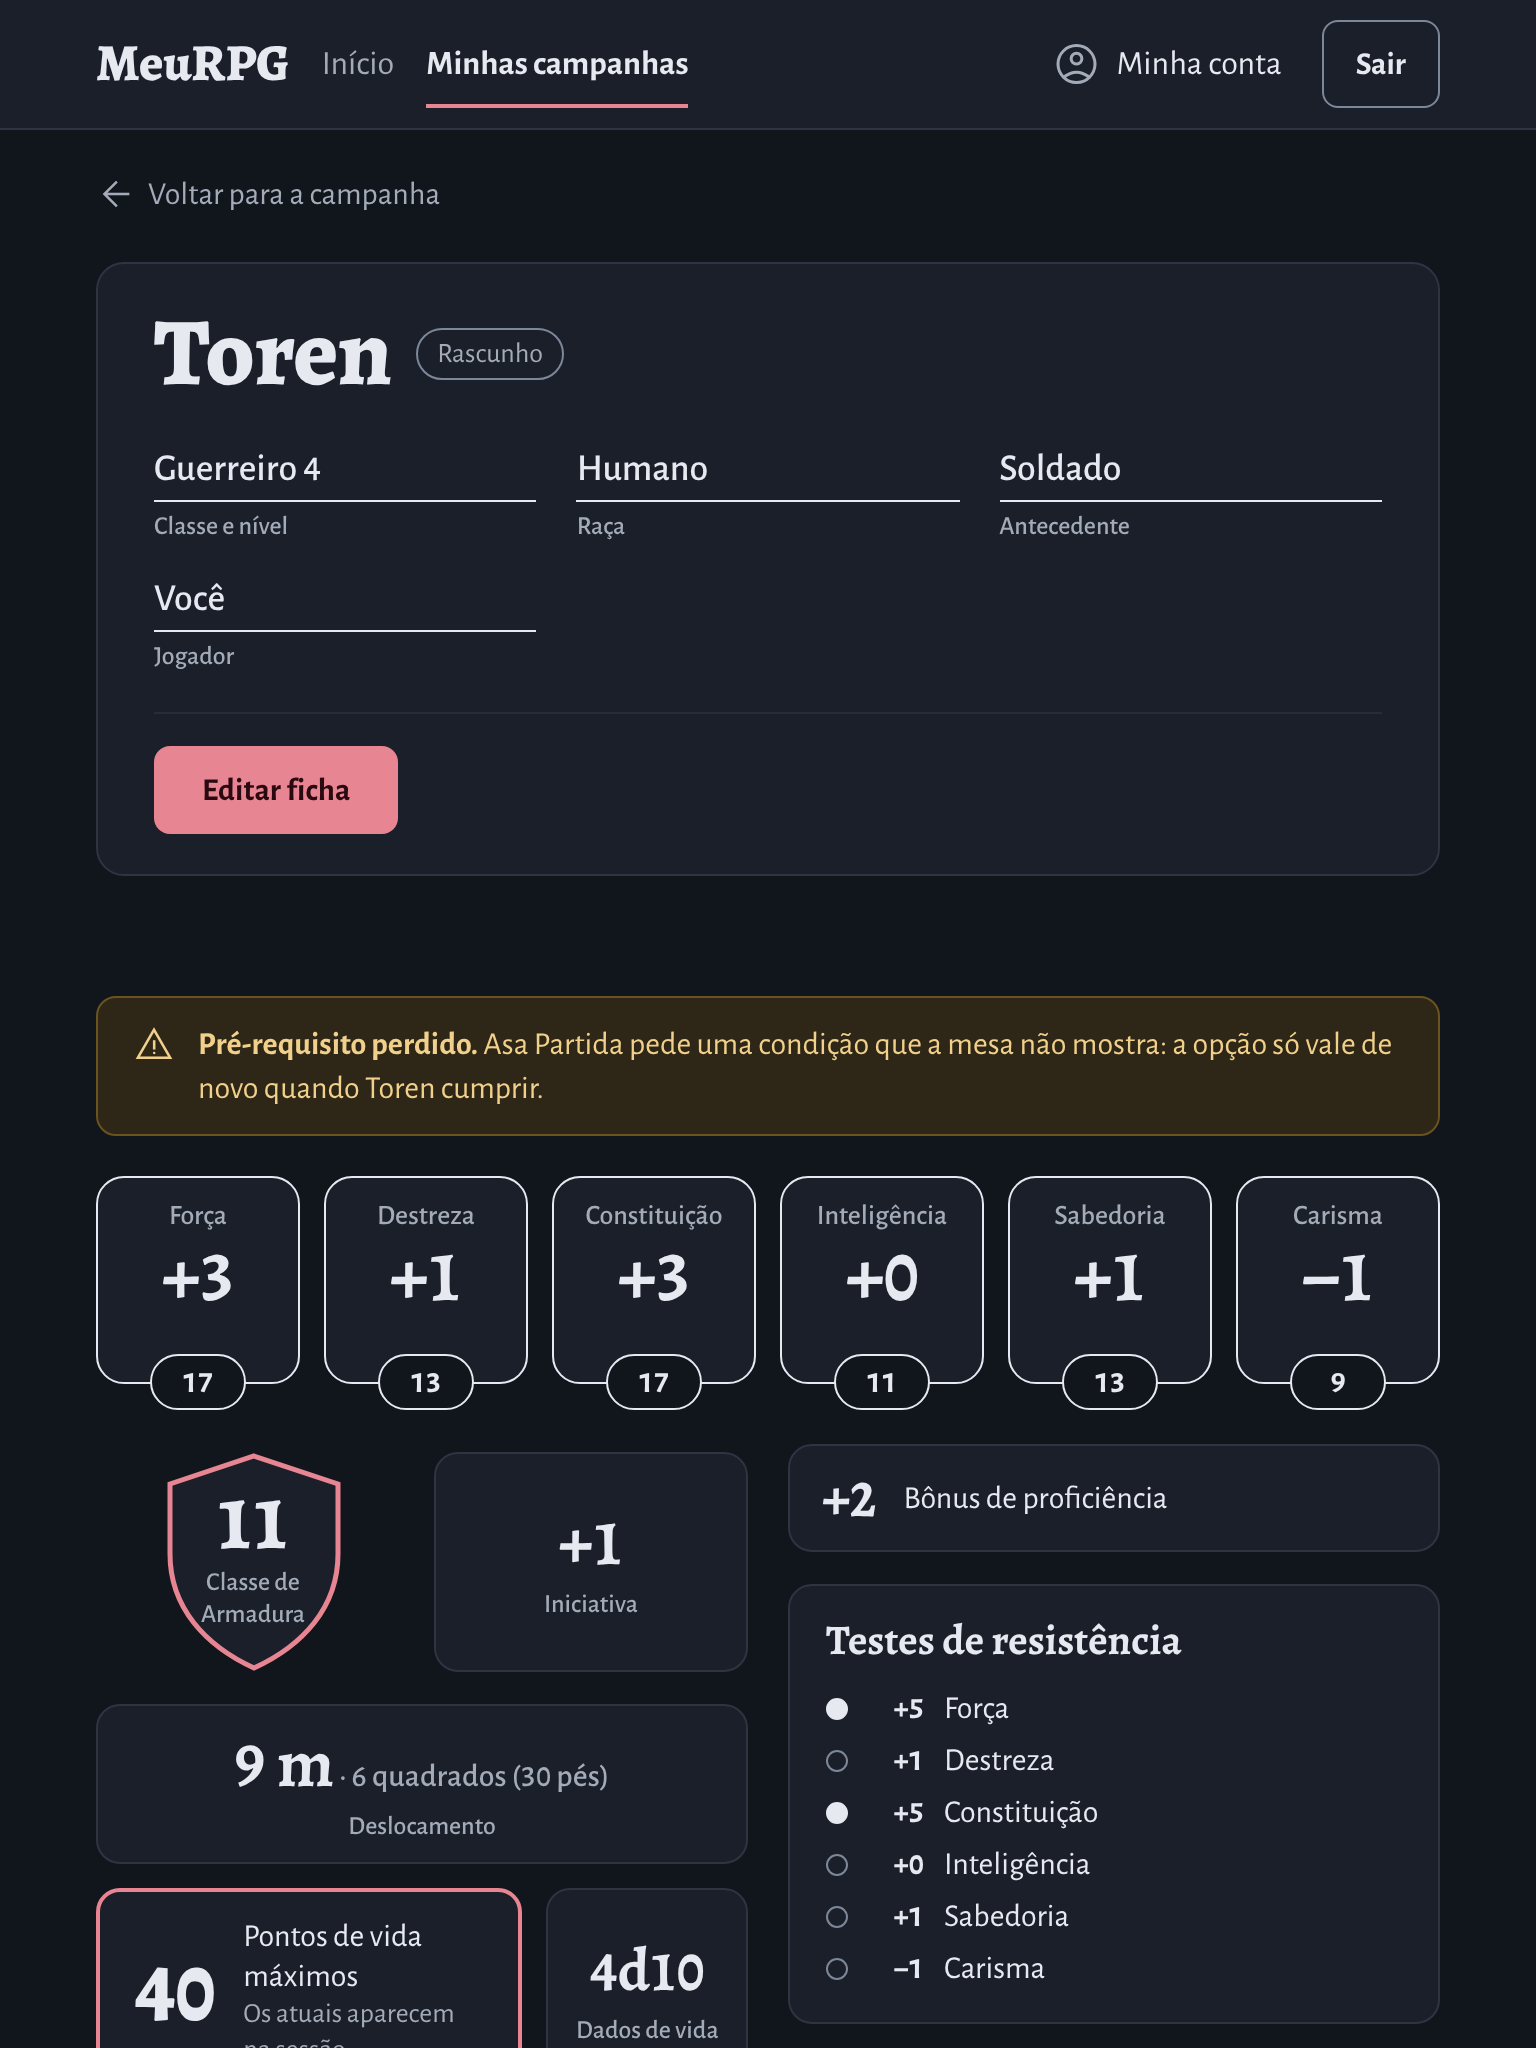 MeuRPG Início Minhas campanhas Minha conta Sair
Voltar para a campanha
Toren Rascunho
Guerreiro 4 Humano Soldado
Classe e nível Raça Antecedente
Você
Jogador
Editar ficha
Pré-requisito perdido. Asa Partida pede uma condição que a mesa não mostra: a opção só vale de
novo quando Toren cumprir.
Força Destreza Constituição Inteligência Sabedoria Carisma
+3 +1 +3 +0 +1 −1
17 13 17 11 13 9
11
Classe de
Armadura
+1
Iniciativa
9 m · 6 quadrados (30 pés)
Deslocamento
40
Pontos de vida
máximos
Os atuais aparecem
na sessão
4d10
Dados de vida
+2 Bônus de proficiência
Testes de resistência
+5 Força
+1 Destreza
+5 Constituição
+0 Inteligência
+1 Sabedoria
−1 Carisma